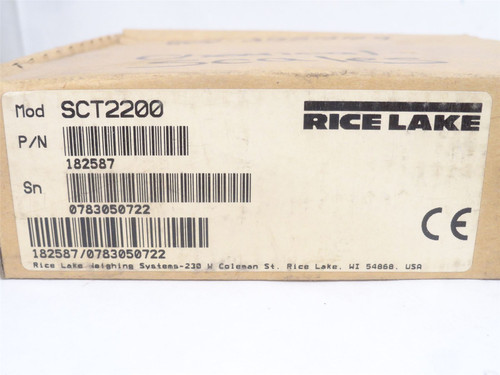 Scales
Mod SCT2200
RICE LAKE
P/N
182587
Sn
0783050722
CE
182587/0783050722
Rice Lake Weighing Systems-230 W Coleman St. Rice Lake, WI 54868, USA